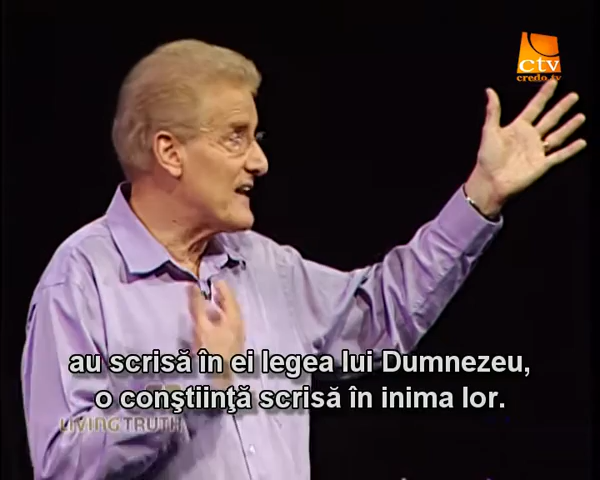 ctv
credo tv
au scrisă în ei legea lui Dumnezeu,
o conştiinţă scrisă în inima lor.
LIVING TRUTH